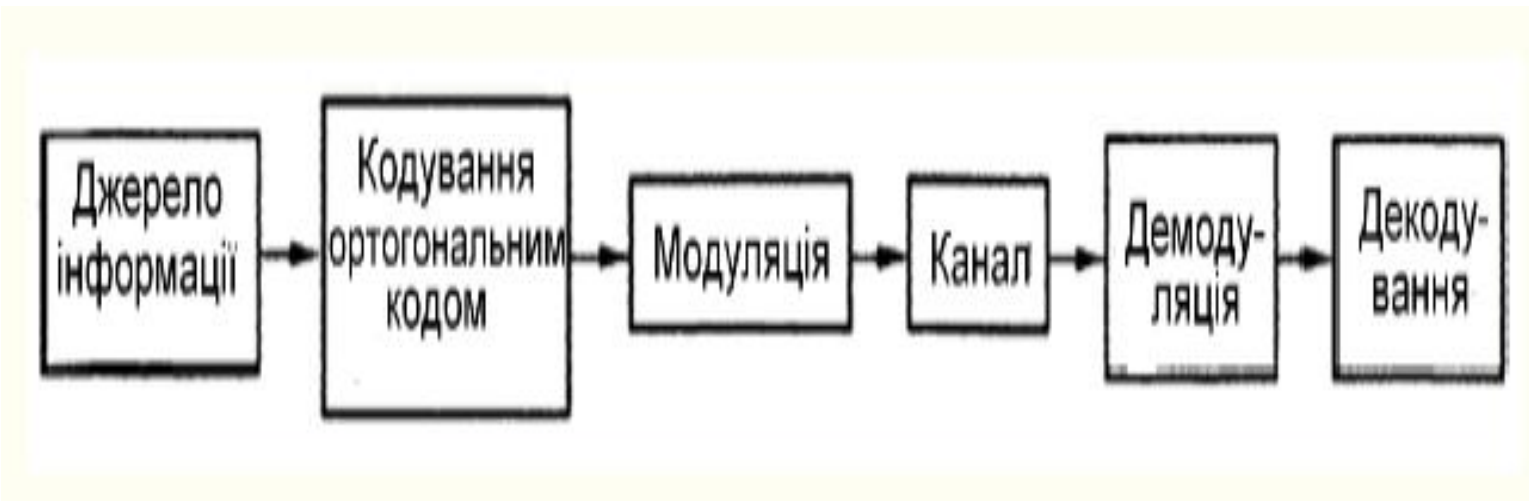 Джерело
інформації
Кодування
ортогональним
кодом
Модуляція
Канал
Демоду-
ляція
Декоду-
вання